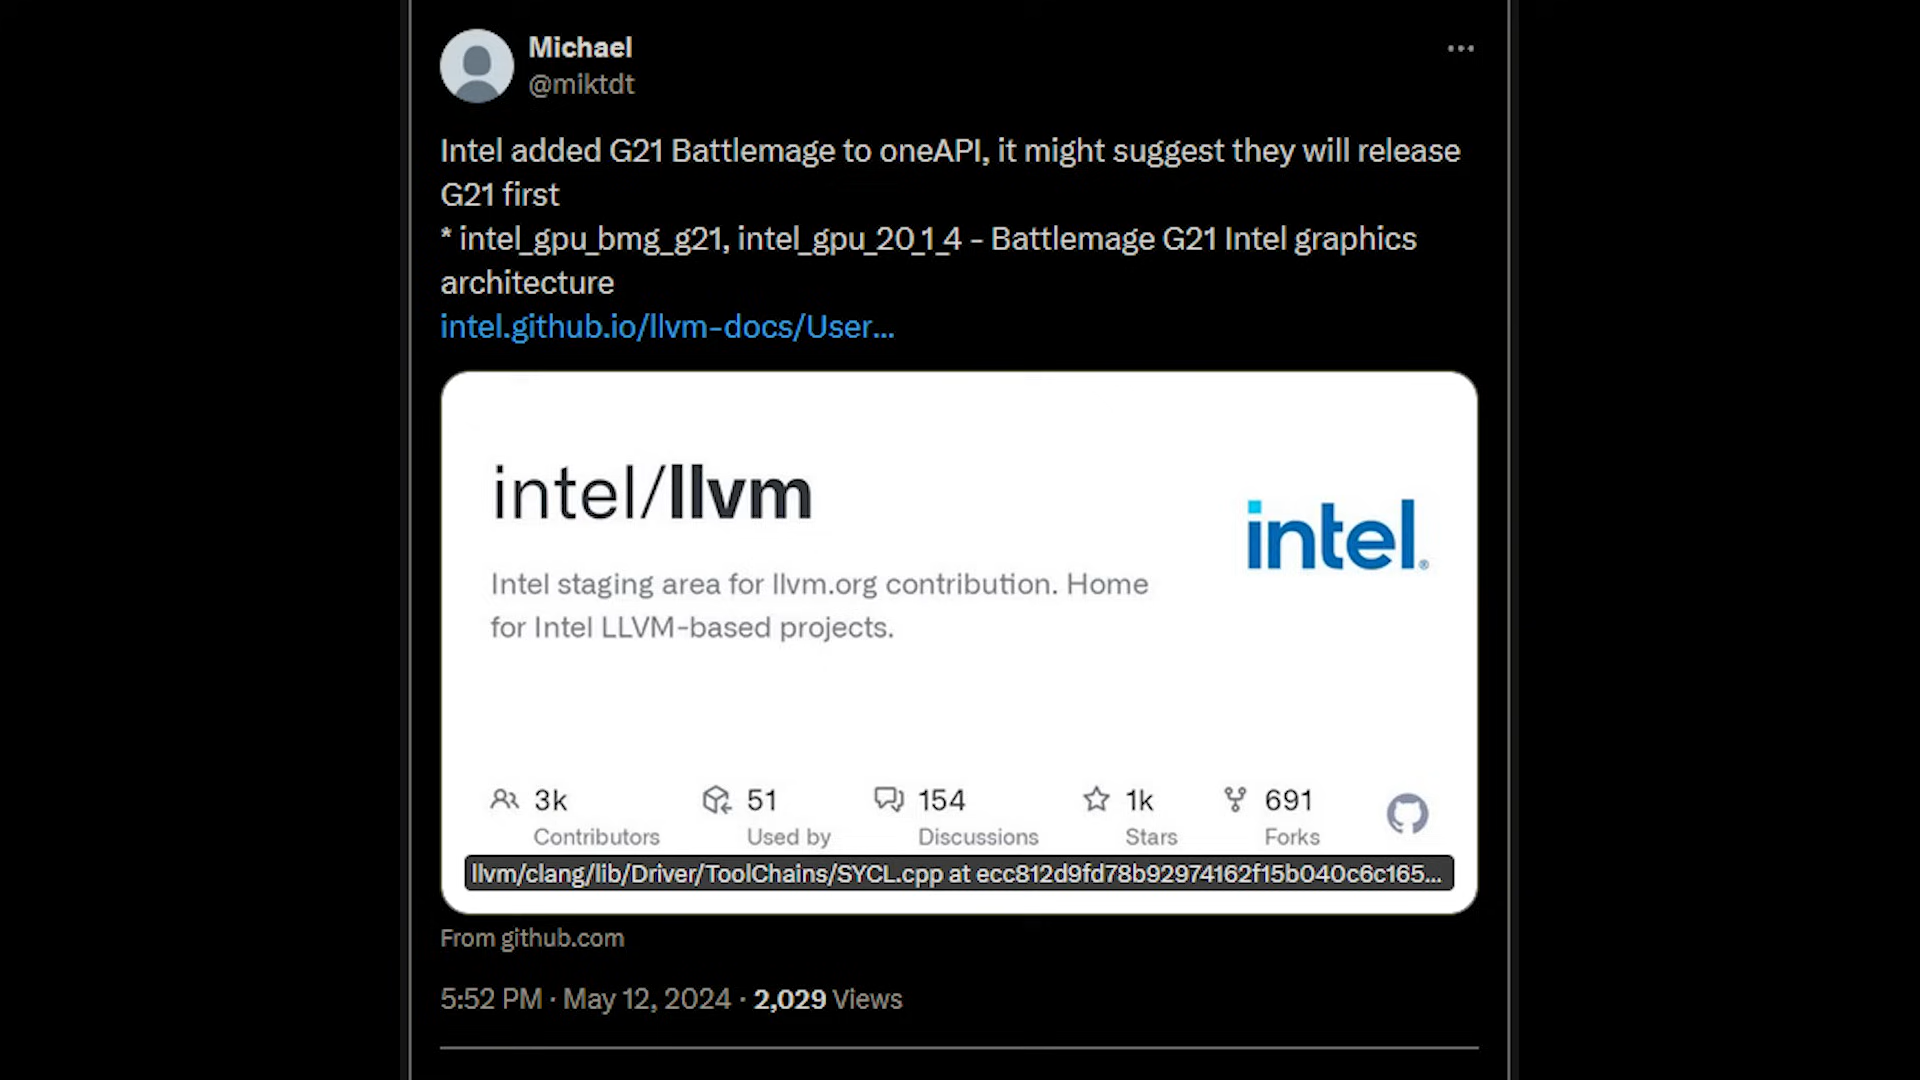 Michael
@miktdt
Intel added G21 Battlemage to oneAPI, it might suggest they will release
G21 first
* intel_gpu_bmg_g21, intel_gpu_20_1_4 - Battlemage G21 Intel graphics
architecture
intel.github.io/llvm-docs/User...
intel/llvm
intel.
Intel staging area for llvm.org contribution. Home
for Intel LLVM-based projects.
3k 51 154 1k 691
Contributors Used by Discussions Stars Forks
llvm/clang/lib/Driver/ToolChains/SYCL.cpp at ecc812d9fd78b92974162f15b040c6c165...
From github.com
5:52 PM · May 12, 2024 · 2,029 Views